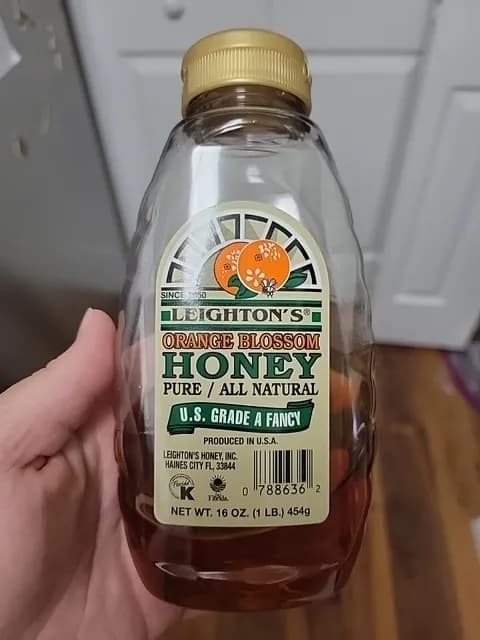 SINCE 1950
LEIGHTON'S®
ORANGE BLOSSOM
HONEY
PURE / ALL NATURAL
U.S. GRADE A FANCY
PRODUCED IN U.S.A.
LEIGHTON'S HONEY, INC.
HAINES CITY FL, 33844
Florida K
Florida
0 788636 2
NET WT. 16 OZ. (1 LB.) 454g